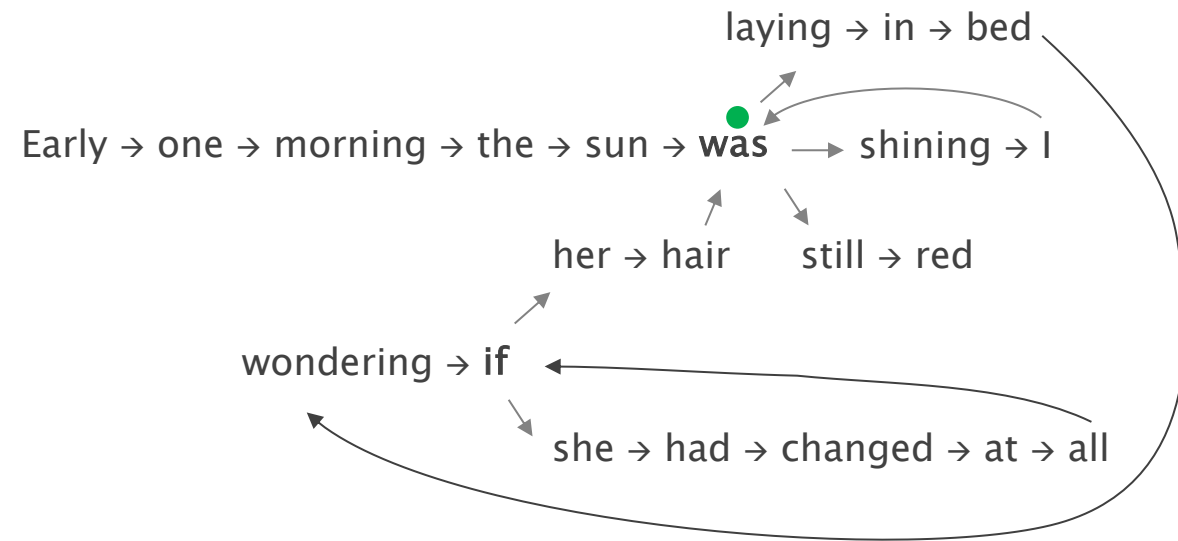 laying → in → bed
Early → one → morning → the → sun → was → shining → I
her → hair still → red
wondering → if
she → had → changed → at → all